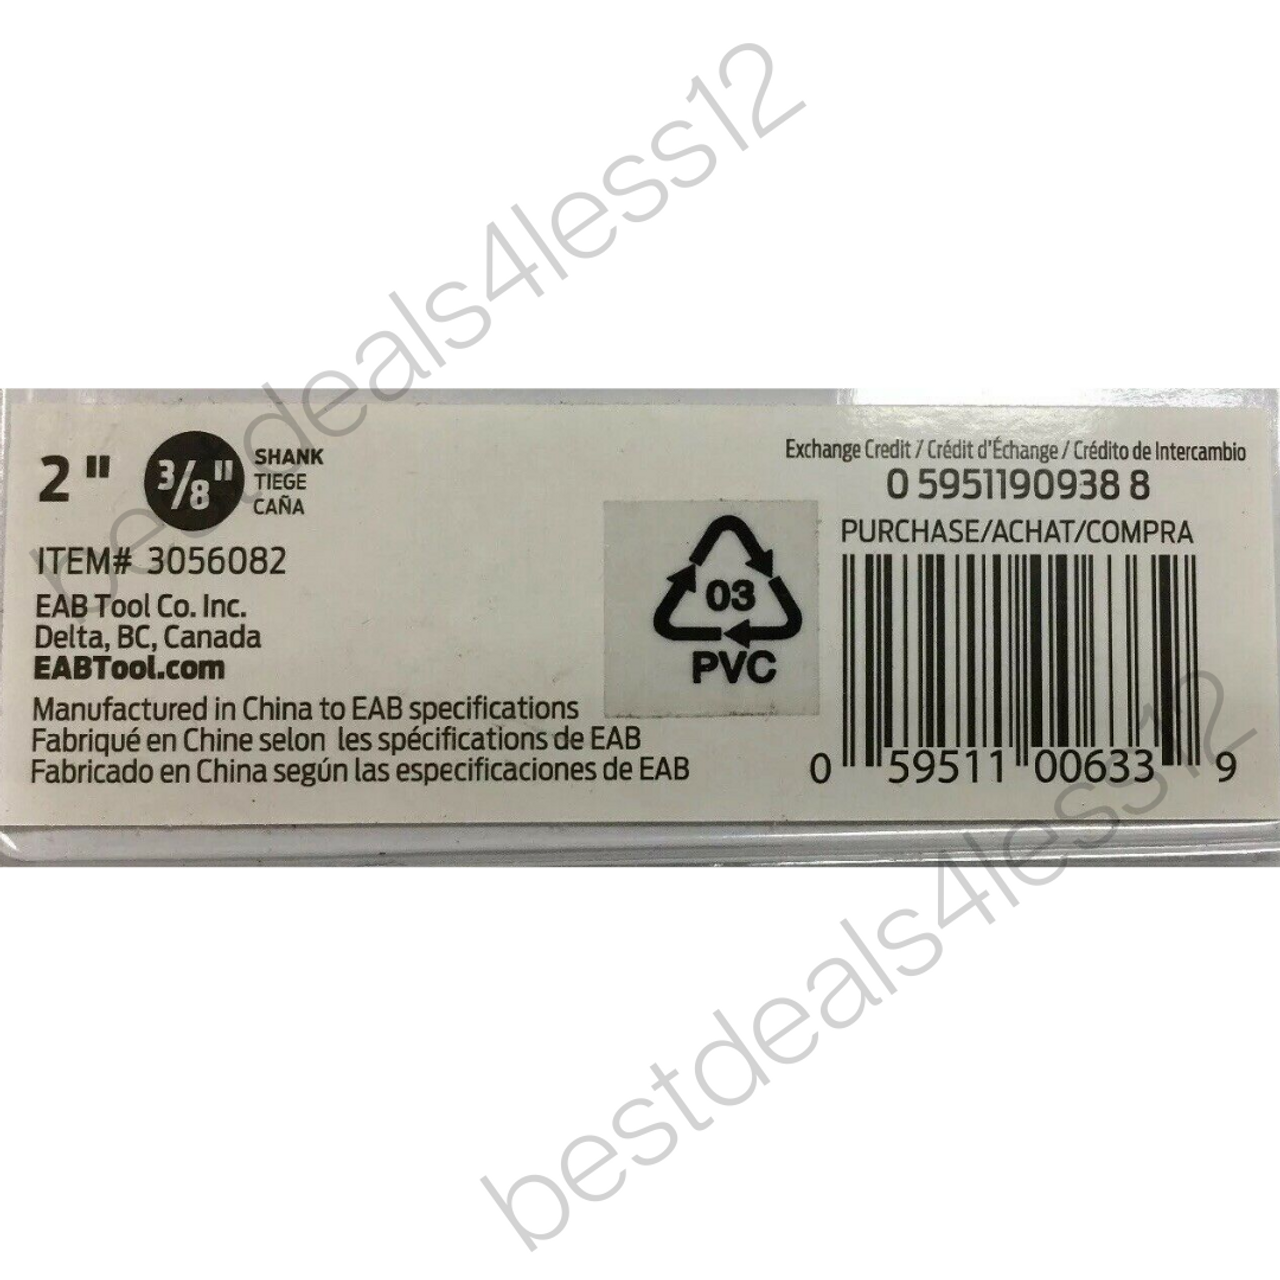 bestdeals4less12
2" 3/8" SHANK
TIEGE
CAÑA
ITEM# 3056082
EAB Tool Co. Inc.
Delta, BC, Canada
EABTool.com
Manufactured in China to EAB specifications
Fabriqué en Chine selon les spécifications de EAB
Fabricado en China según las especificaciones de EAB
03
PVC
Exchange Credit / Crédit d'Échange / Crédito de Intercambio
0 5951190938 8
PURCHASE/ACHAT/COMPRA
0 59511 00633 9
bestdeals4less12